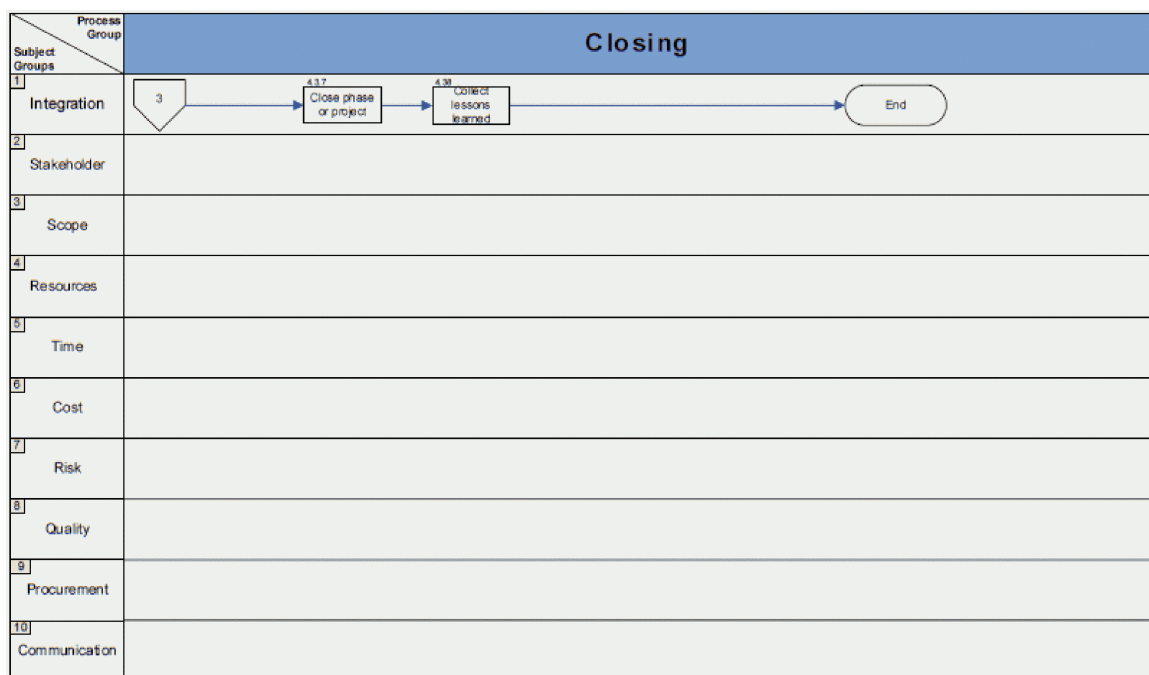 Process
Group
Subject
Groups
Closing
1
Integration
3
4.3.7
Close phase
or project
4.38
Collect
lessons
learned
End
2
Stakeholder
3
Scope
4
Resources
5
Time
6
Cost
7
Risk
8
Quality
9
Procurement
10
Communication